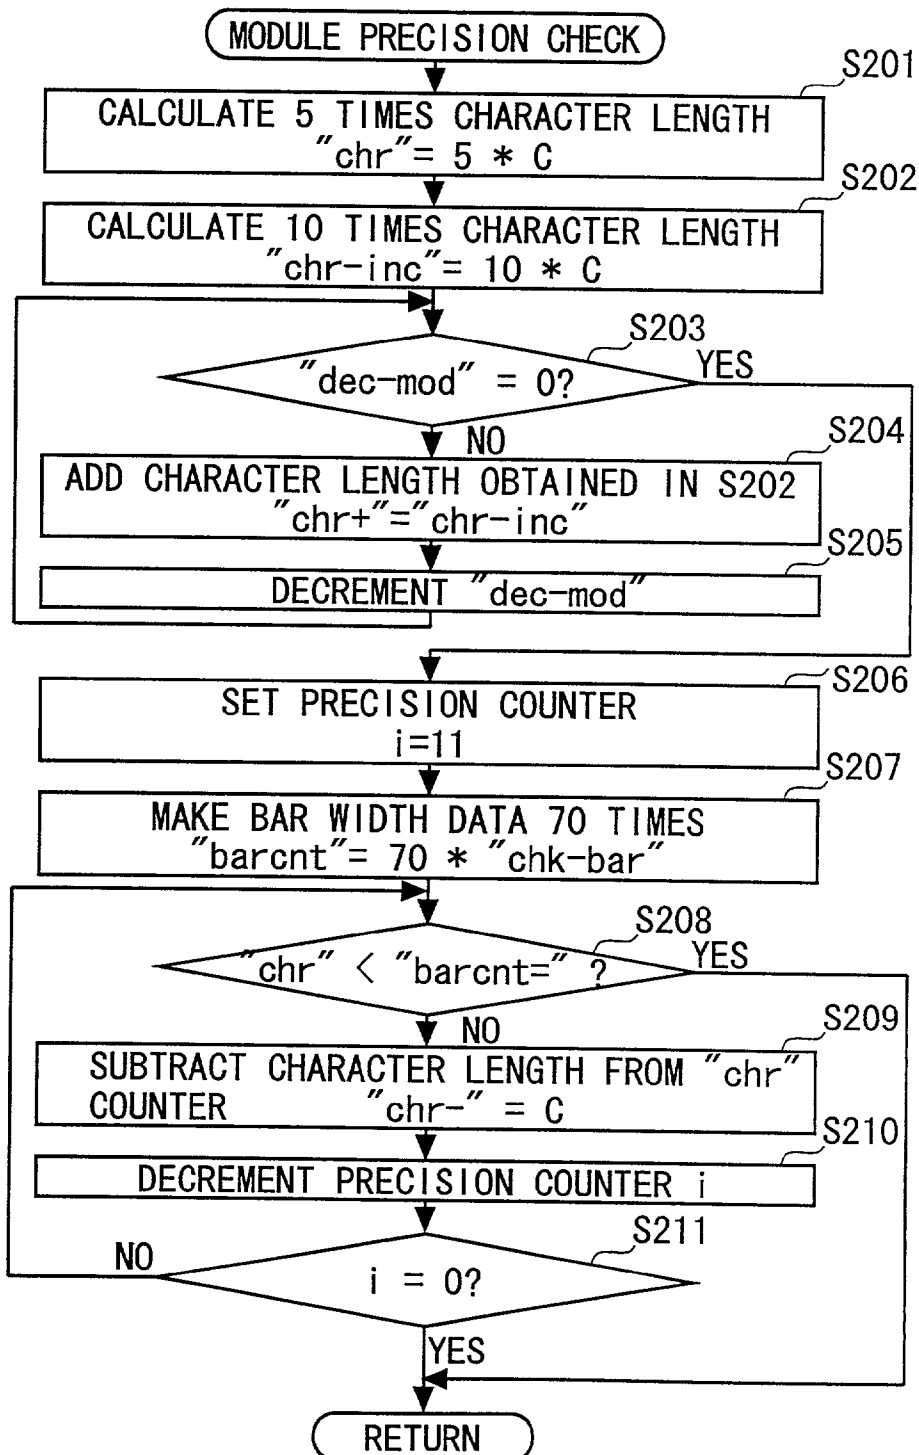 MODULE PRECISION CHECK
S201
CALCULATE 5 TIMES CHARACTER LENGTH
"chr"= 5 * C
S202
CALCULATE 10 TIMES CHARACTER LENGTH
"chr-inc"= 10 * C
S203
"dec-mod" = 0?
YES
NO
S204
ADD CHARACTER LENGTH OBTAINED IN S202
"chr+"="chr-inc"
S205
DECREMENT "dec-mod"
S206
SET PRECISION COUNTER
i=11
S207
MAKE BAR WIDTH DATA 70 TIMES
"barcnt"= 70 * "chk-bar"
S208
"chr" < "barcnt=" ?
YES
NO
S209
SUBTRACT CHARACTER LENGTH FROM "chr"
COUNTER "chr-" = C
S210
DECREMENT PRECISION COUNTER i
S211
NO
i = 0?
YES
RETURN